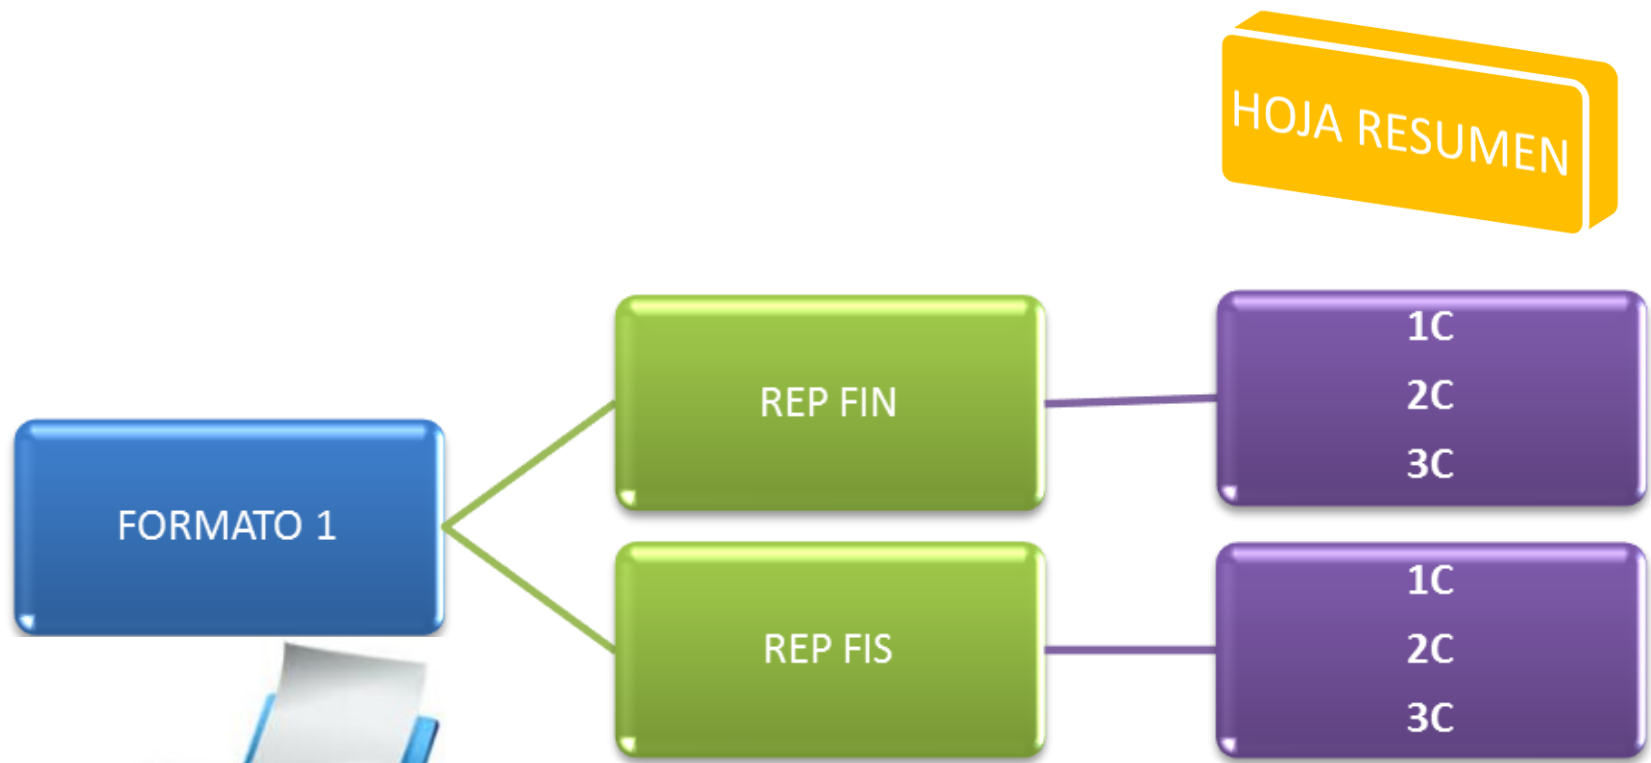 HOJA RESUMEN
FORMATO 1
REP FIN
1C
2C
3C
REP FIS
1C
2C
3C